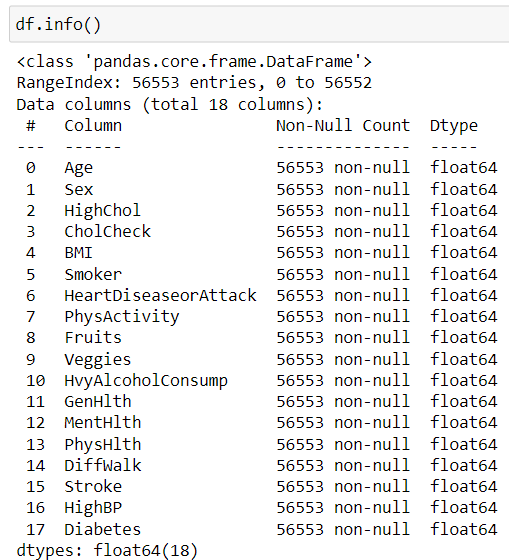 df.info()
<class 'pandas.core.frame.DataFrame'>
RangeIndex: 56553 entries, 0 to 56552
Data columns (total 18 columns):
 #   Column                Non-Null Count  Dtype
---  ------                --------------  -----
 0   Age                   56553 non-null  float64
 1   Sex                   56553 non-null  float64
 2   HighChol              56553 non-null  float64
 3   CholCheck             56553 non-null  float64
 4   BMI                   56553 non-null  float64
 5   Smoker                56553 non-null  float64
 6   HeartDiseaseorAttack  56553 non-null  float64
 7   PhysActivity          56553 non-null  float64
 8   Fruits                56553 non-null  float64
 9   Veggies               56553 non-null  float64
 10  HvyAlcoholConsump     56553 non-null  float64
 11  GenHlth               56553 non-null  float64
 12  MentHlth              56553 non-null  float64
 13  PhysHlth              56553 non-null  float64
 14  DiffWalk              56553 non-null  float64
 15  Stroke                56553 non-null  float64
 16  HighBP                56553 non-null  float64
 17  Diabetes              56553 non-null  float64
dtypes: float64(18)